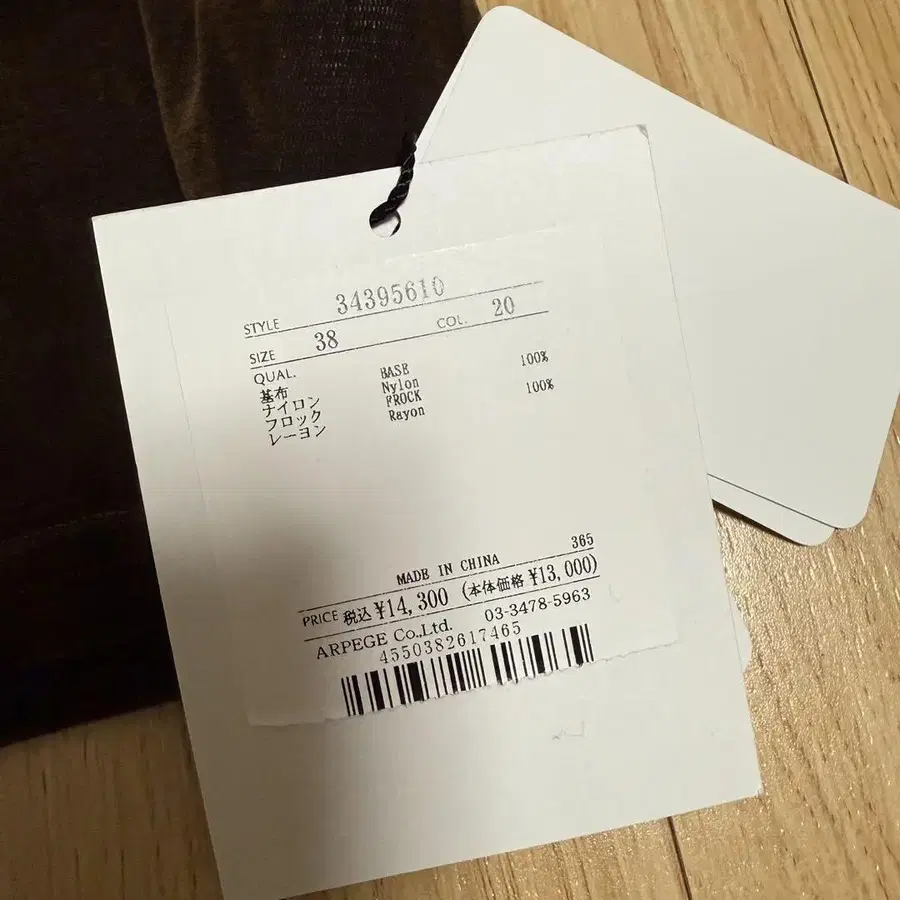 STYLE 34395610
SIZE 38 COL. 20
QUAL.
基布 BASE
ナイロン Nylon 100%
フロック FROCK
レーヨン Rayon 100%
365
MADE IN CHINA
PRICE 税込 ¥14,300 (本体価格 ¥13,000)
ARPEGE Co.,Ltd. 03-3478-5963
4550382617465